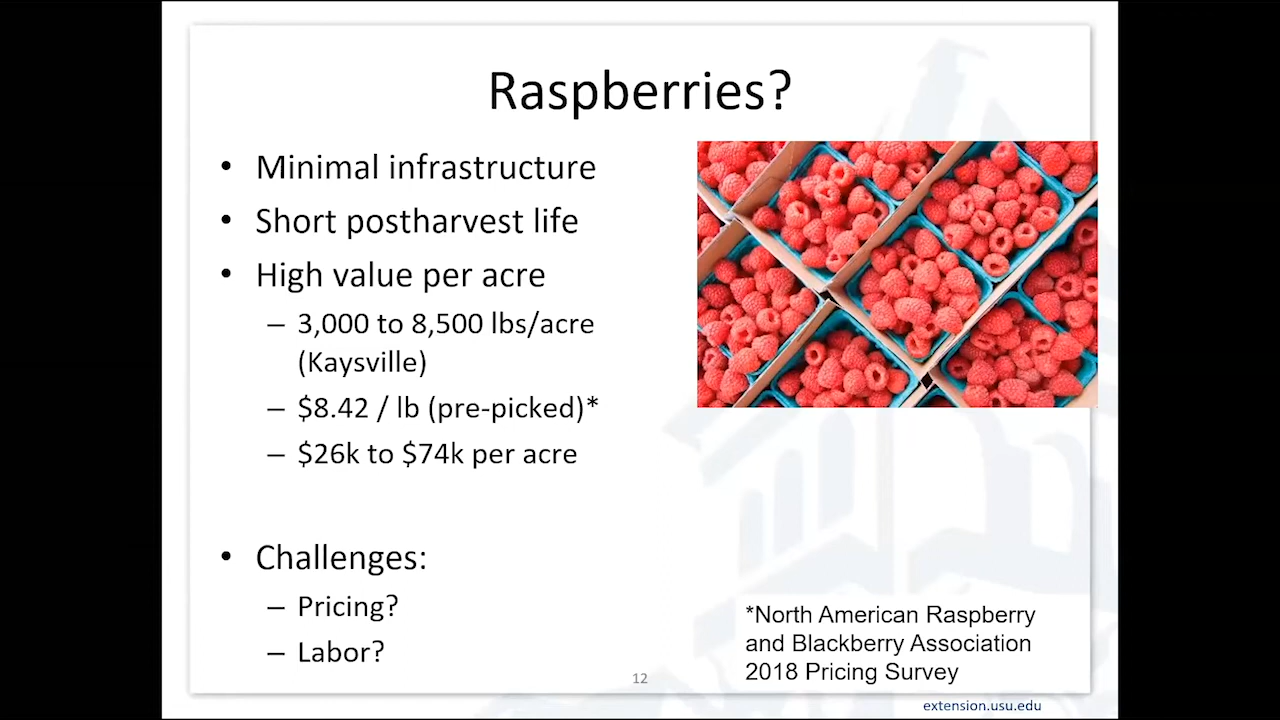 Raspberries?
• Minimal infrastructure
• Short postharvest life
• High value per acre
– 3,000 to 8,500 lbs/acre
(Kaysville)
– $8.42 / lb (pre-picked)*
– $26k to $74k per acre
• Challenges:
– Pricing?
– Labor?
*North American Raspberry
and Blackberry Association
2018 Pricing Survey
12
extension.usu.edu